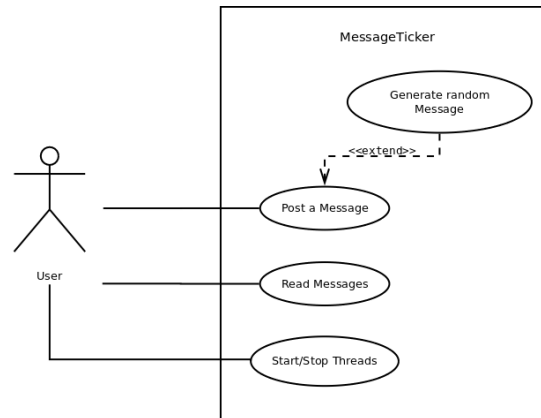 MessageTicker
Generate random
Message
<<extend>>
Post a Message
User
Read Messages
Start/Stop Threads